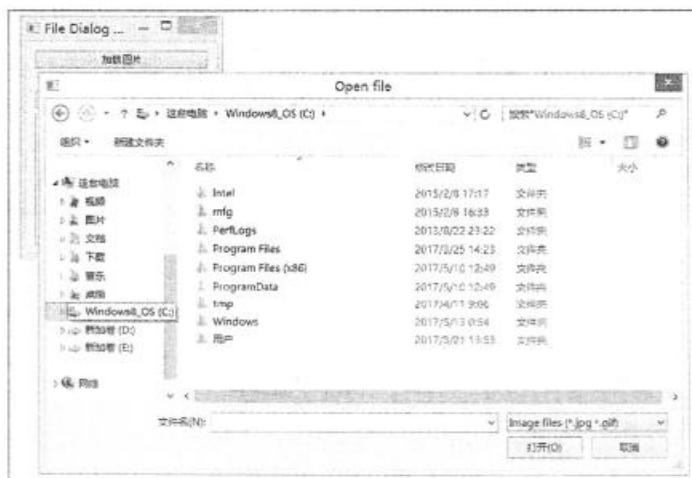 File Dialog ...
加载图片
Open file
这台电脑 › Windows8_OS (C:) ›
搜索"Windows8_OS (C:)"
组织 新建文件夹
名称 修改日期 类型 大小
这台电脑
视频
图片
文档
下载
音乐
桌面
Windows8_OS (C:)
新加卷 (D:)
新加卷 (E:)
网络
Intel 2015/2/8 17:17 文件夹
mfg 2015/2/8 16:33 文件夹
PerfLogs 2013/8/22 23:22 文件夹
Program Files 2017/2/25 14:23 文件夹
Program Files (x86) 2017/5/10 12:49 文件夹
ProgramData 2017/5/10 12:49 文件夹
tmp 2017/4/11 9:06 文件夹
Windows 2017/5/13 0:54 文件夹
用户 2017/5/21 13:53 文件夹
文件名(N):
Image files (*.jpg *.gif)
打开(O) 取消